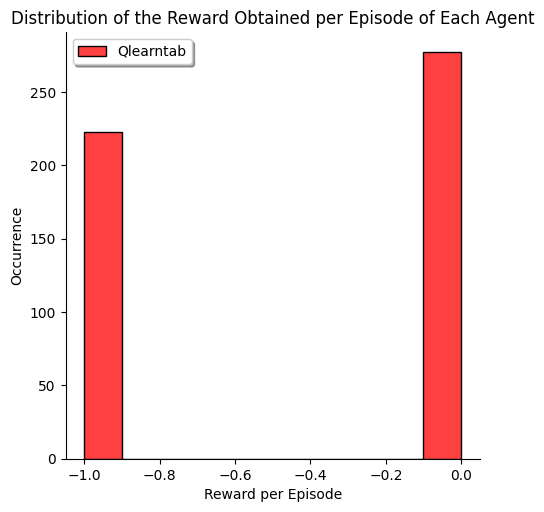 Distribution of the Reward Obtained per Episode of Each Agent
Qlearntab
250
200
150
100
50
0
Occurrence
−1.0 −0.8 −0.6 −0.4 −0.2 0.0
Reward per Episode